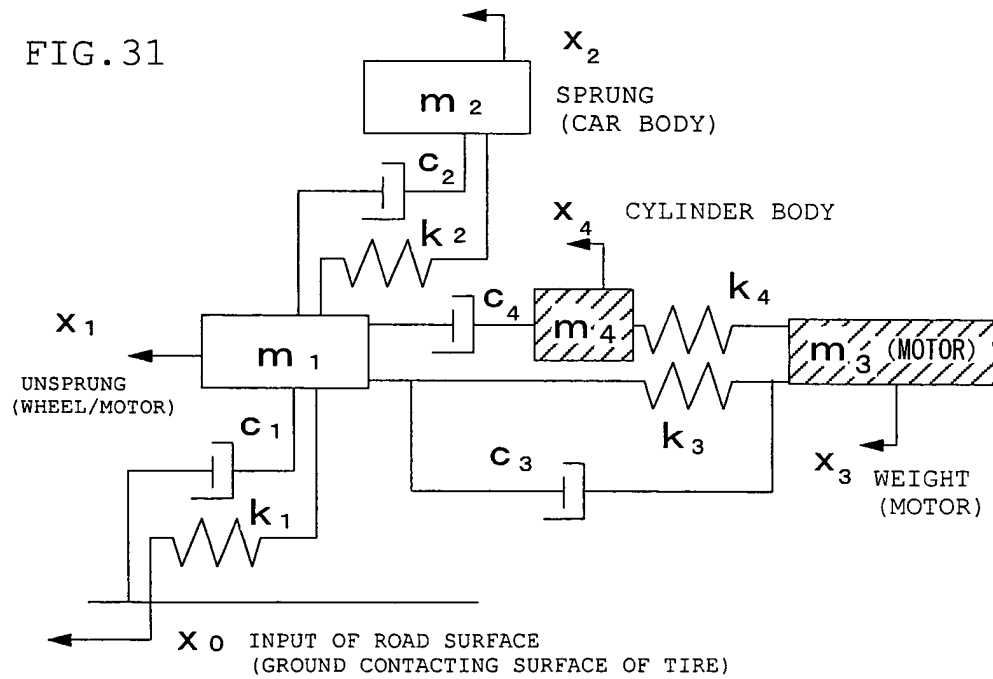 FIG.31
x2
m2
SPRUNG
(CAR BODY)
c2
k2
x4
CYLINDER BODY
c4
m4
k4
x1
m1
m3 (MOTOR)
UNSPRUNG
(WHEEL/MOTOR)
k3
c1
c3
x3
WEIGHT
(MOTOR)
k1
x0
INPUT OF ROAD SURFACE
(GROUND CONTACTING SURFACE OF TIRE)